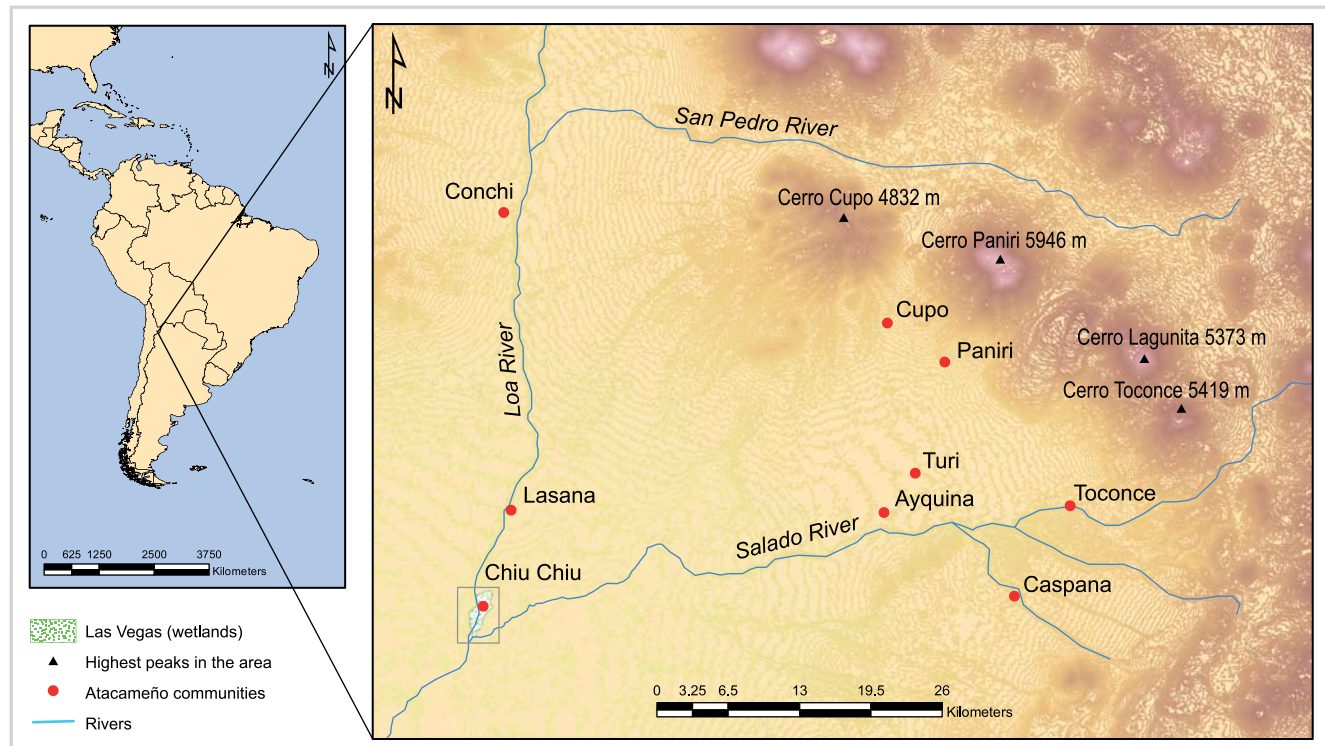 N
0 625 1250 2500 3750
Kilometers
Las Vegas (wetlands)
Highest peaks in the area
Atacameño communities
Rivers
N
San Pedro River
Conchi
Cerro Cupo 4832 m
Cerro Paniri 5946 m
Loa River
Cupo
Paniri
Cerro Lagunita 5373 m
Cerro Toconce 5419 m
Turi
Lasana
Ayquina
Toconce
Salado River
Chiu Chiu
Caspana
0 3.25 6.5 13 19.5 26
Kilometers